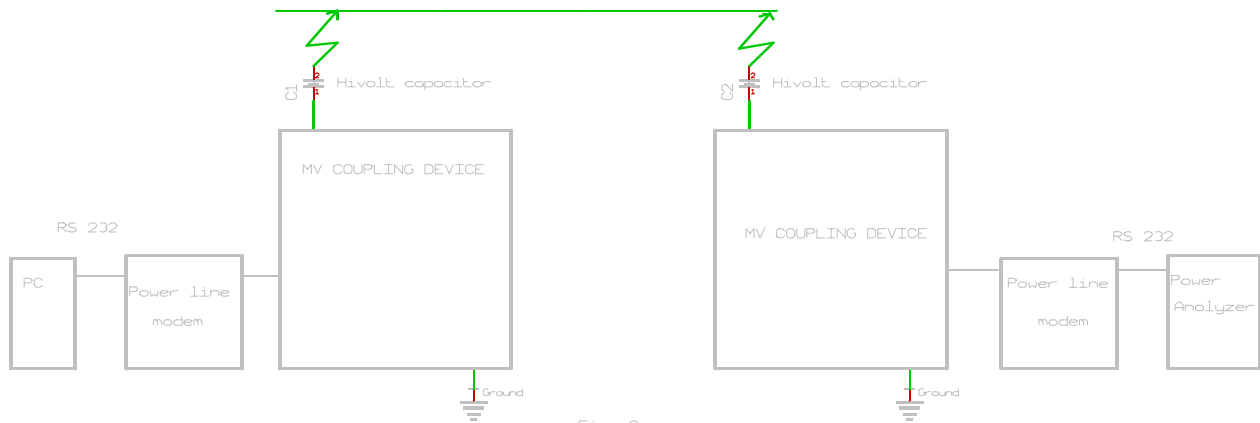 2
1
C1
Hivolt capacitor
2
1
C2
Hivolt capacitor
MV COUPLING DEVICE
MV COUPLING DEVICE
RS 232
RS 232
PC
Power line
modem
Power line
modem
Power
Analyzer
Ground
Ground